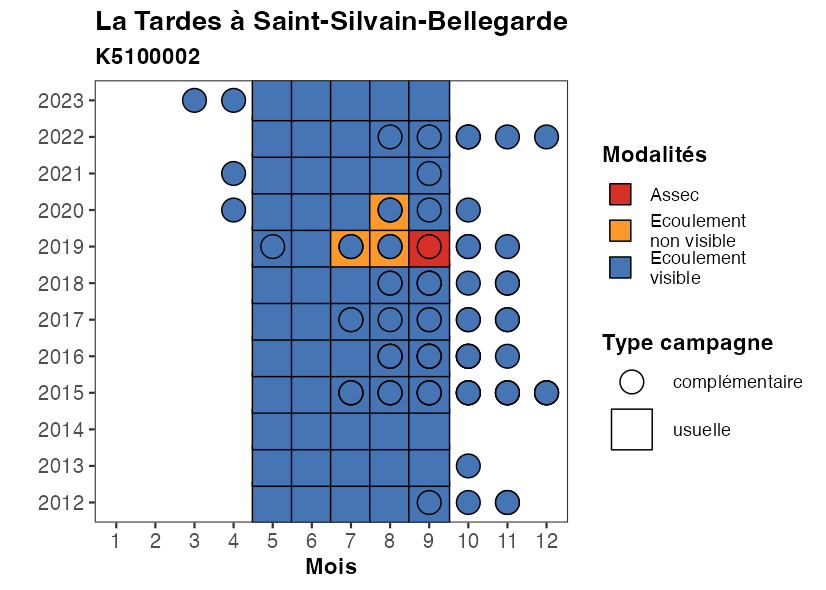 La Tardes à Saint-Silvain-Bellegarde
K5100002
2023
2022
2021
2020
2019
2018
2017
2016
2015
2014
2013
2012
1 2 3 4 5 6 7 8 9 10 11 12
Mois
Modalités
Assec
Ecoulement
non visible
Ecoulement
visible
Type campagne
complémentaire
usuelle